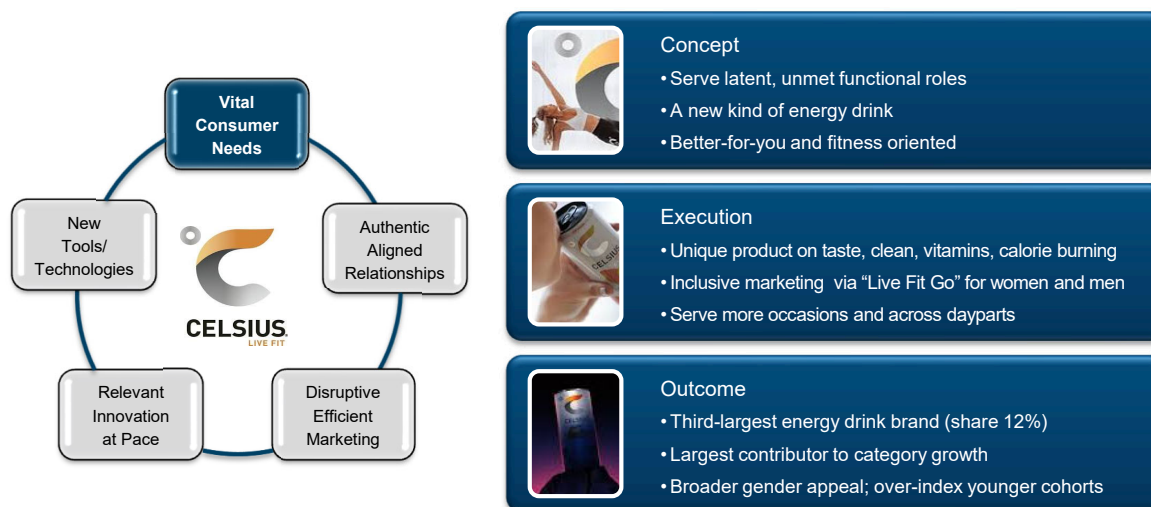 Vital
Consumer
Needs
New
Tools/
Technologies
Authentic
Aligned
Relationships
CELSIUS
LIVE FIT
Relevant
Innovation
at Pace
Disruptive
Efficient
Marketing
Concept
• Serve latent, unmet functional roles
• A new kind of energy drink
• Better-for-you and fitness oriented
CELSIUS
Execution
• Unique product on taste, clean, vitamins, calorie burning
• Inclusive marketing via “Live Fit Go” for women and men
• Serve more occasions and across dayparts
Outcome
• Third-largest energy drink brand (share 12%)
• Largest contributor to category growth
• Broader gender appeal; over-index younger cohorts